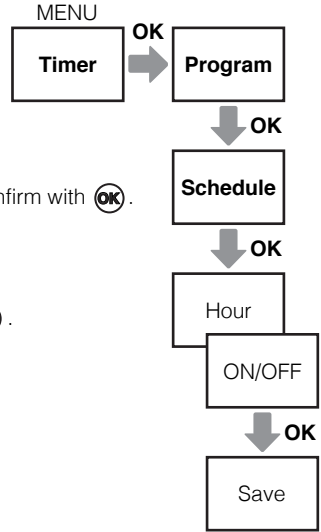 MENU
OK
Timer
Program
OK
nfirm with OK.
Schedule
OK
Hour
) .
ON/OFF
OK
Save